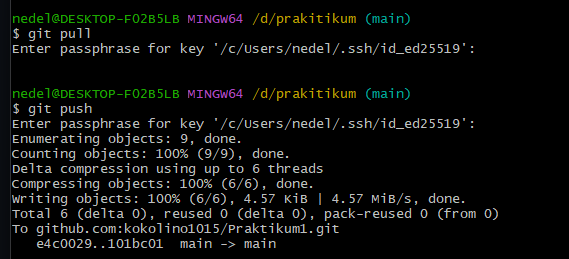 nedel@DESKTOP-FO2B5LB MINGW64 /d/prakitikum (main)
$ git pull
Enter passphrase for key '/c/Users/nedel/.ssh/id_ed25519':
nedel@DESKTOP-FO2B5LB MINGW64 /d/prakitikum (main)
$ git push
Enter passphrase for key '/c/Users/nedel/.ssh/id_ed25519':
Enumerating objects: 9, done.
Counting objects: 100% (9/9), done.
Delta compression using up to 6 threads
Compressing objects: 100% (6/6), done.
Writing objects: 100% (6/6), 4.57 KiB | 4.57 MiB/s, done.
Total 6 (delta 0), reused 0 (delta 0), pack-reused 0 (from 0)
To github.com:kokolino1015/Praktikum1.git
   e4c0029..101bc01  main -> main